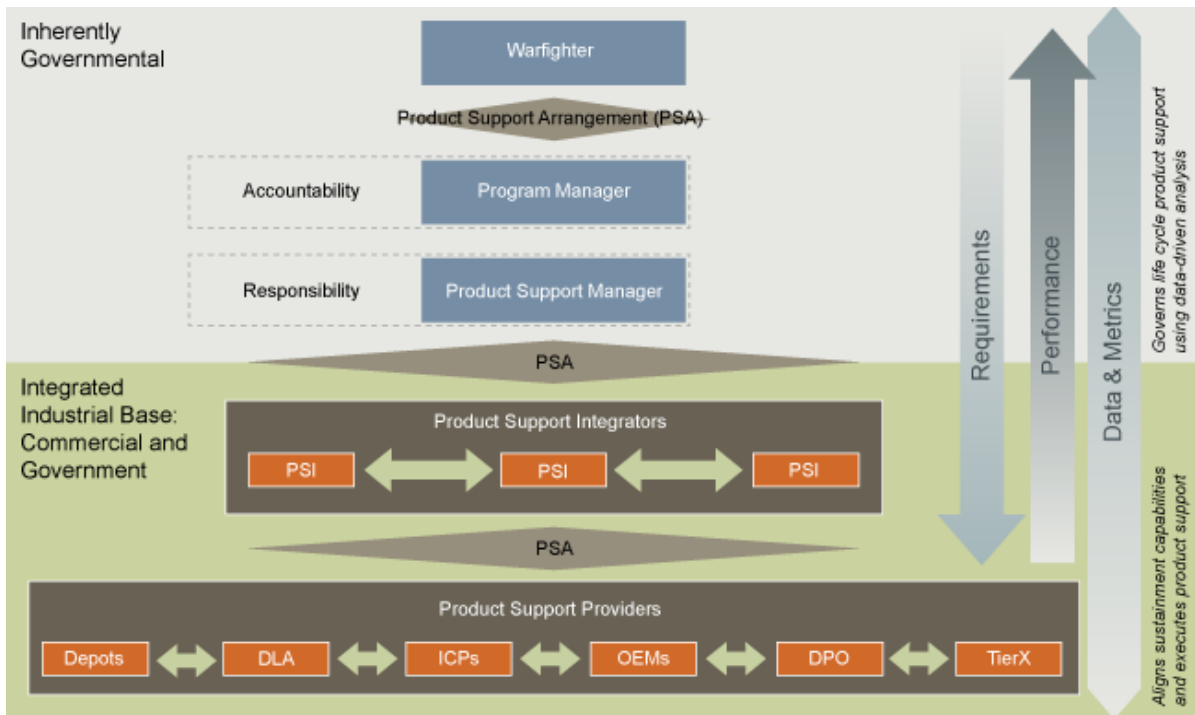 Inherently
Governmental
Warfighter
Product Support Arrangement (PSA)
Accountability
Program Manager
Responsibility
Product Support Manager
PSA
Integrated
Industrial Base:
Commercial and
Government
Product Support Integrators
PSI
PSI
PSI
PSA
Product Support Providers
Depots
DLA
ICPs
OEMs
DPO
TierX
Requirements
Performance
Data & Metrics
Governs life cycle product support
using data-driven analysis
Aligns sustainment capabilities
and executes product support